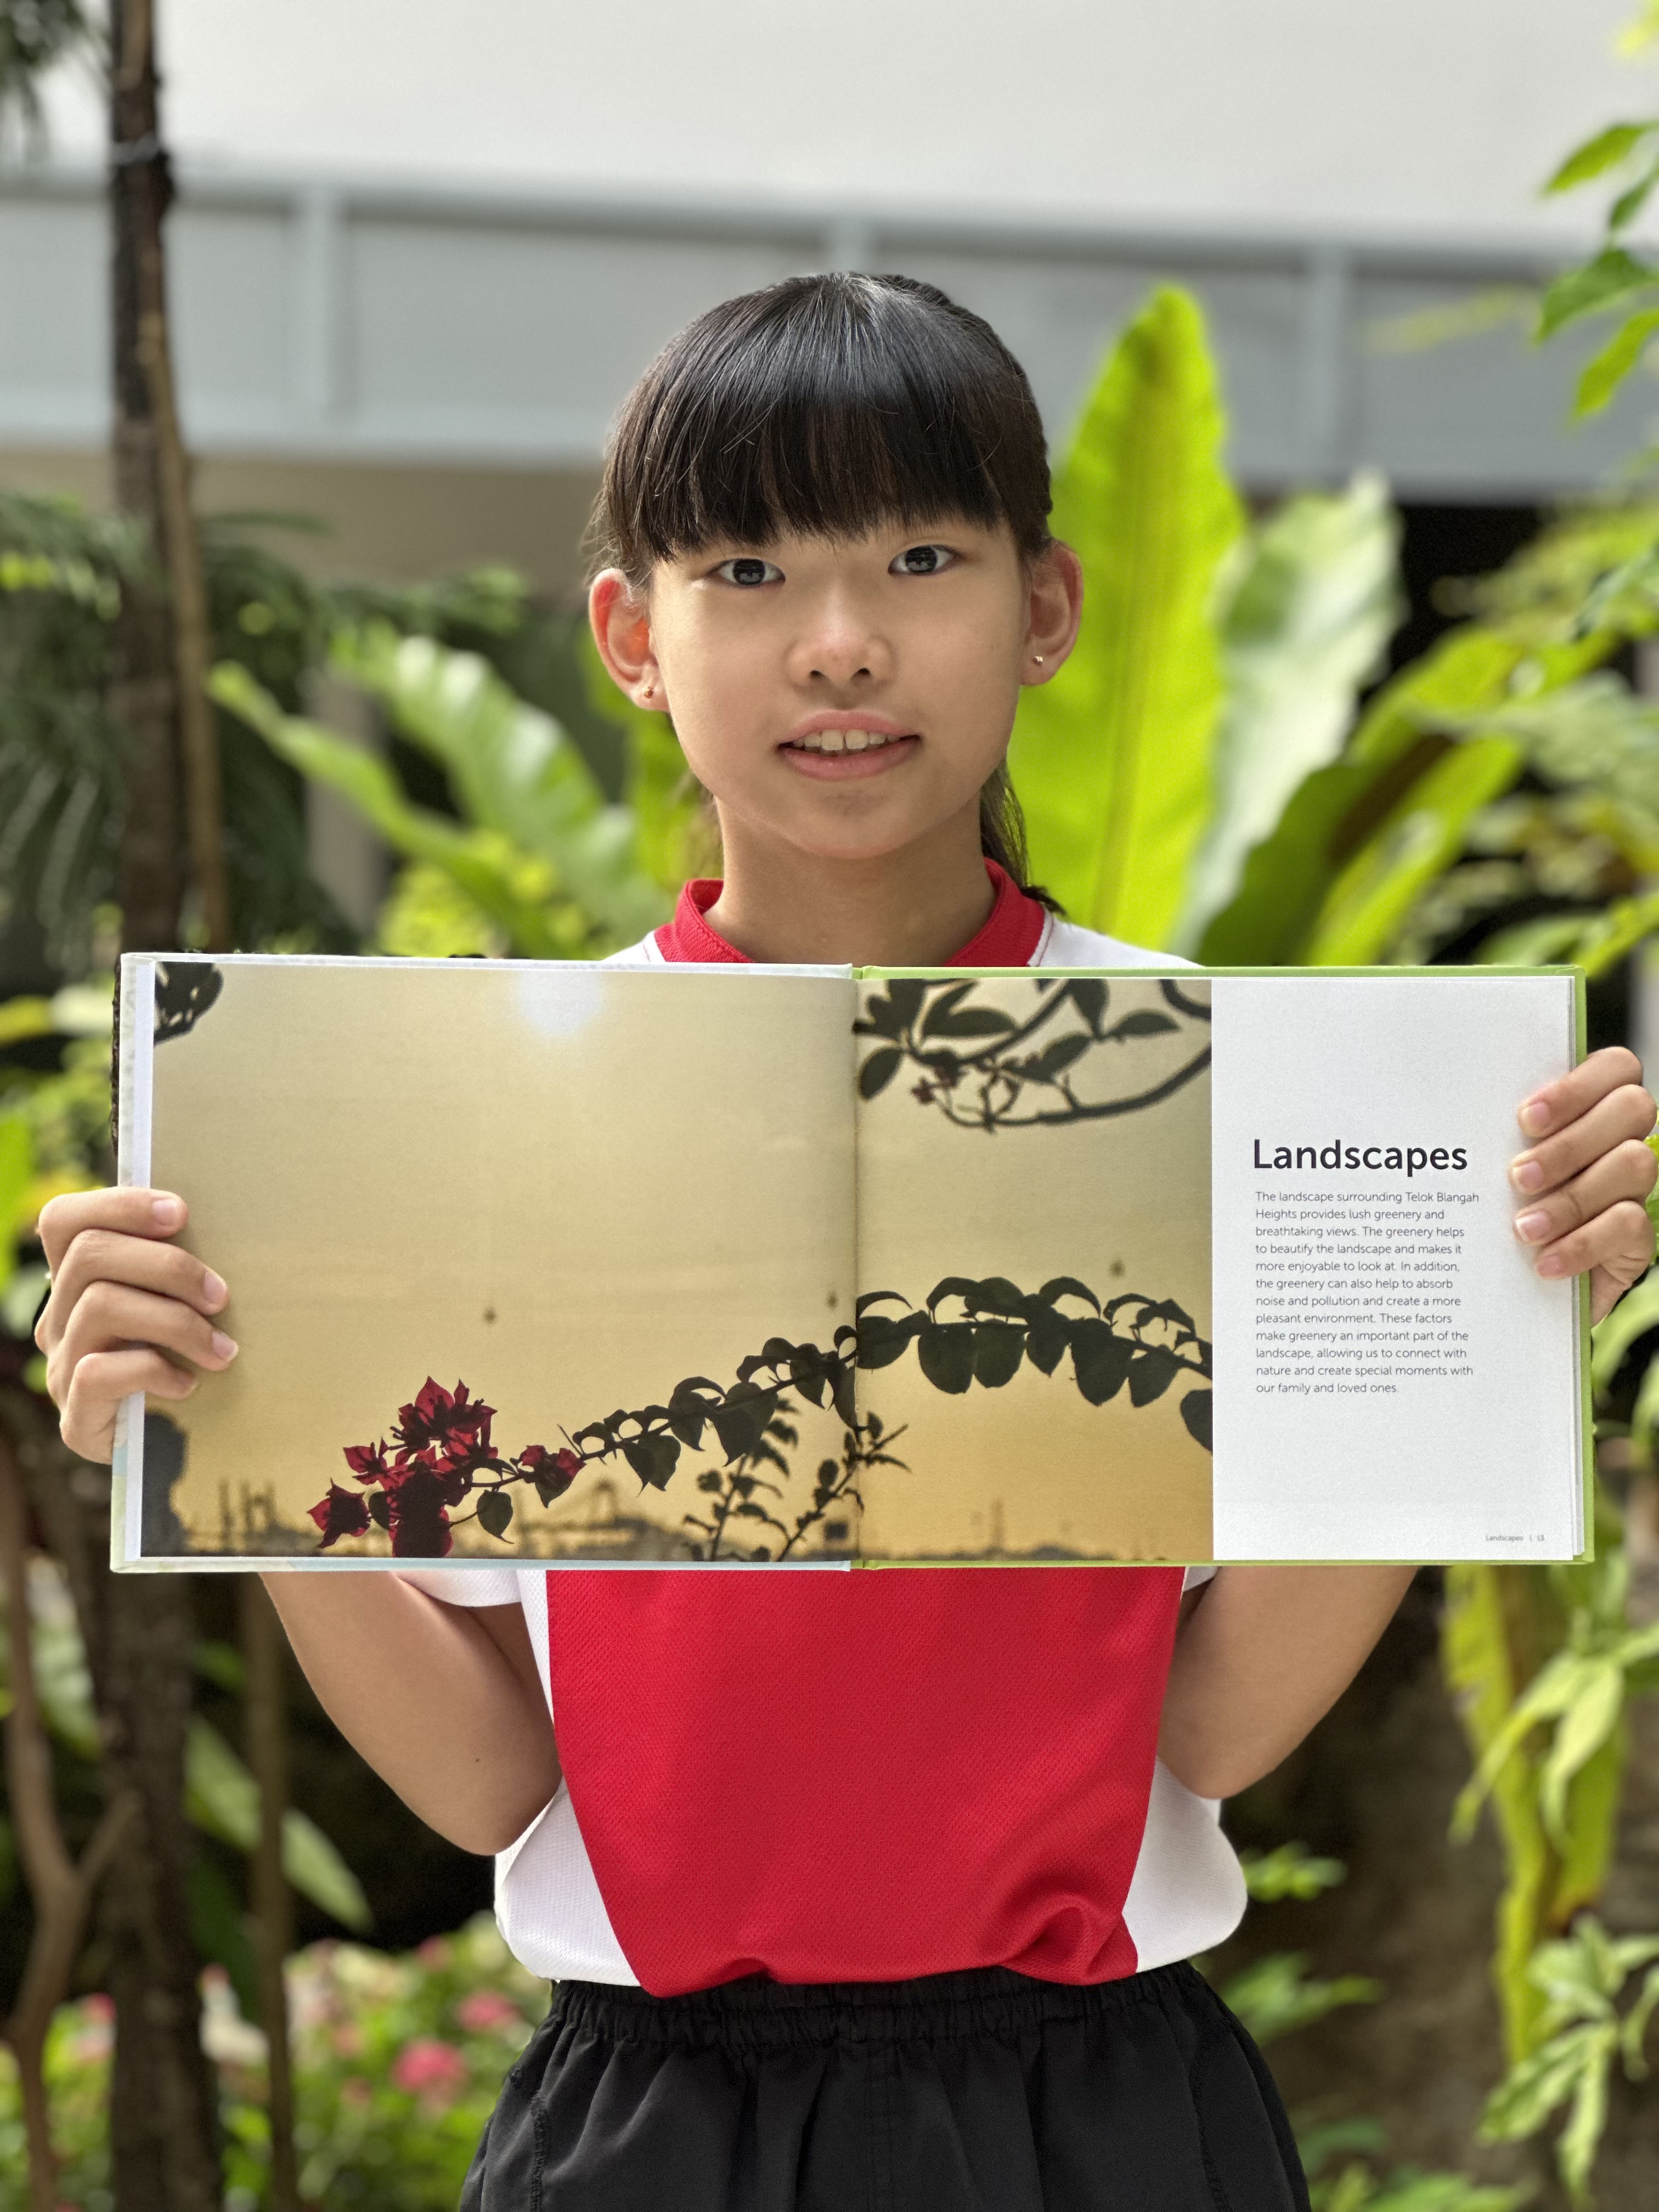 Landscapes
The landscape surrounding Telok Blangah
Heights provides lush greenery and
breathtaking views. The greenery helps
to beautify the landscape and makes it
more enjoyable to look at. In addition,
the greenery can also help to absorb
noise and pollution and create a more
pleasant environment. These factors
make greenery an important part of the
landscape, allowing us to connect with
nature and create special moments with
our family and loved ones.
Landscapes | 13